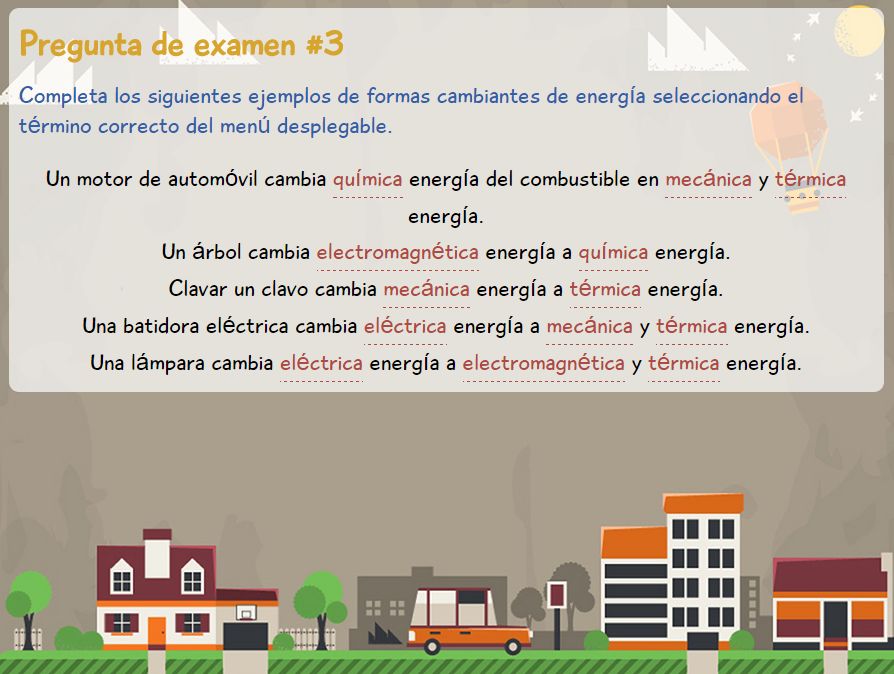 Pregunta de examen #3
Completa los siguientes ejemplos de formas cambiantes de energía seleccionando el
término correcto del menú desplegable.
Un motor de automóvil cambia química energía del combustible en mecánica y térmica
energía.
Un árbol cambia electromagnética energía a química energía.
Clavar un clavo cambia mecánica energía a térmica energía.
Una batidora eléctrica cambia eléctrica energía a mecánica y térmica energía.
Una lámpara cambia eléctrica energía a electromagnética y térmica energía.